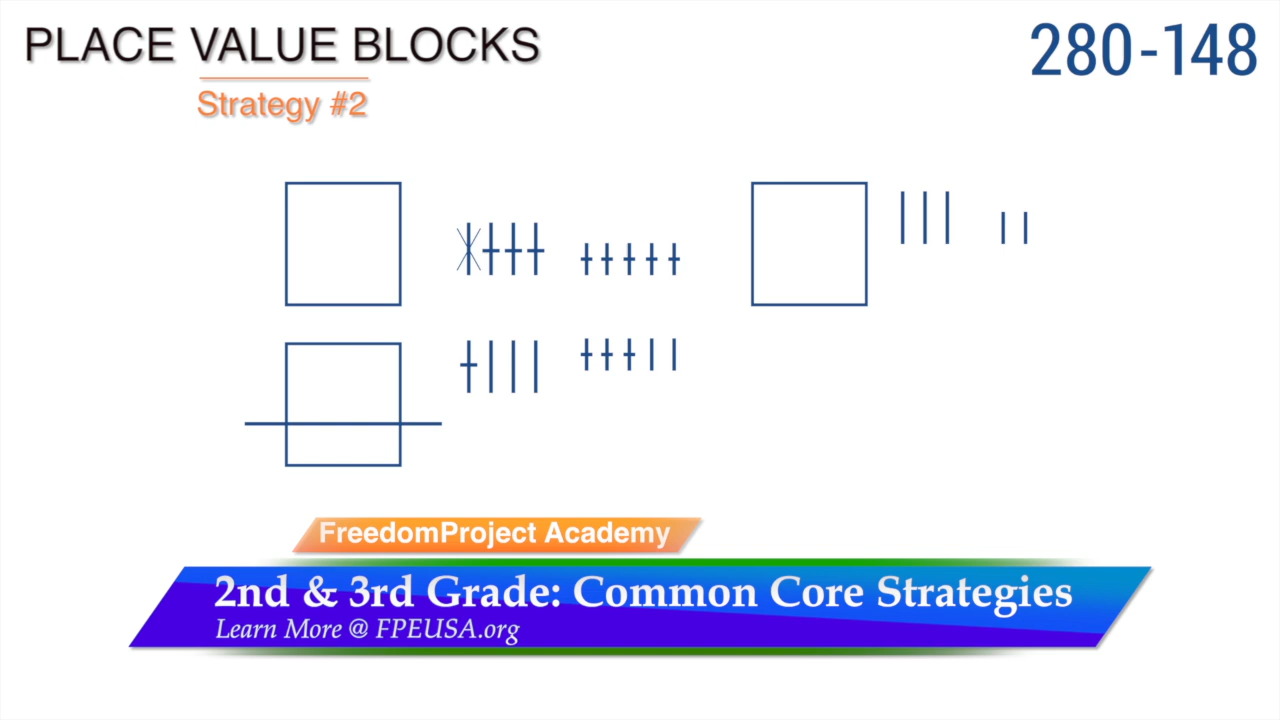 PLACE VALUE BLOCKS
280-148
Strategy #2
FreedomProject Academy
2nd & 3rd Grade: Common Core Strategies
Learn More @ FPEUSA.org